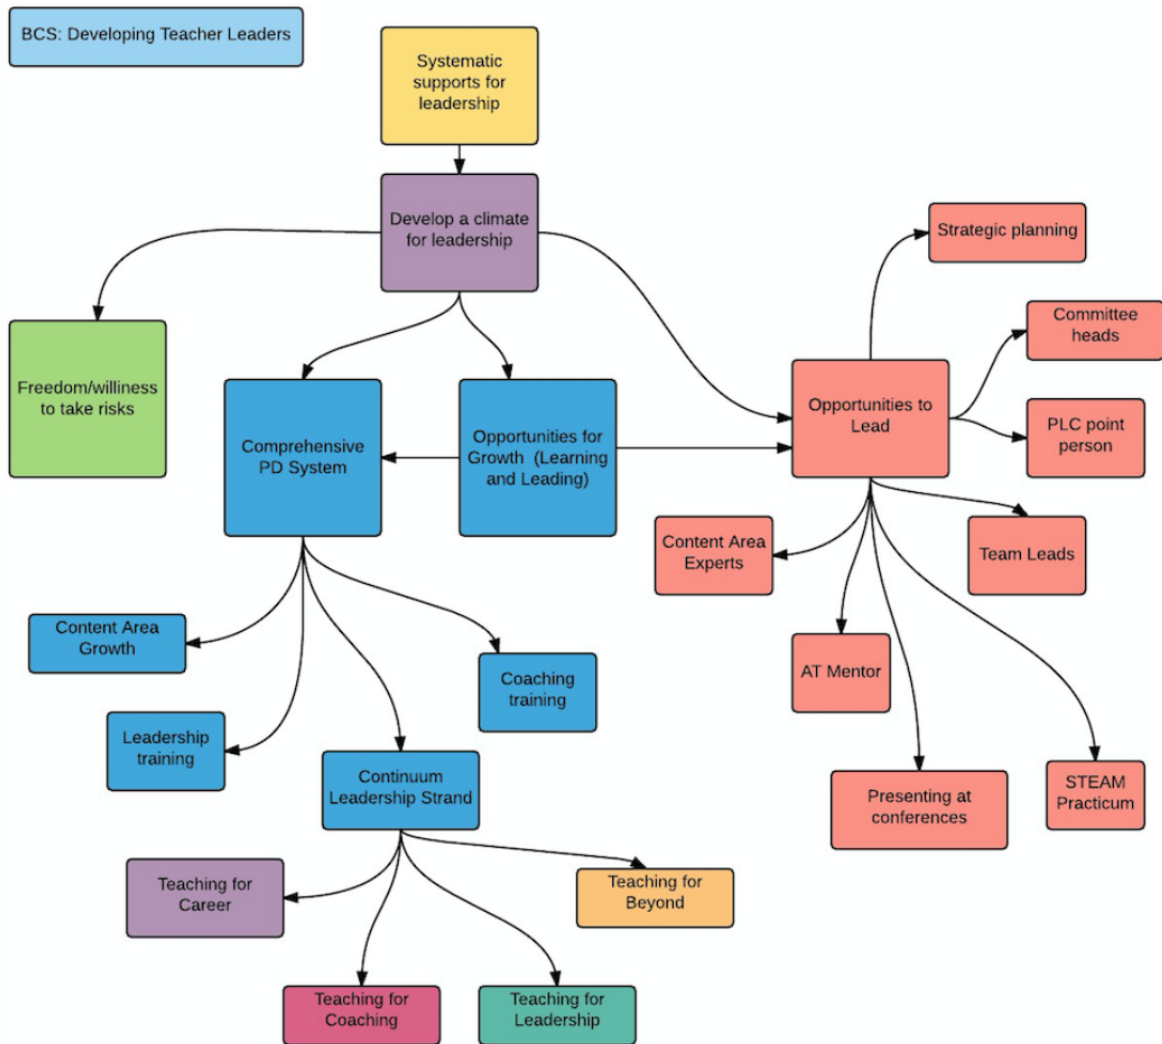 BCS: Developing Teacher Leaders
Systematic
supports for
leadership
Develop a climate
for leadership
Strategic planning
Committee
heads
Freedom/williness
to take risks
Comprehensive
PD System
Opportunities for
Growth (Learning
and Leading)
Opportunities to
Lead
PLC point
person
Content Area
Experts
Team Leads
Content Area
Growth
Coaching
training
AT Mentor
Leadership
training
Continuum
Leadership Strand
Presenting at
conferences
STEAM
Practicum
Teaching for
Career
Teaching for
Beyond
Teaching for
Coaching
Teaching for
Leadership